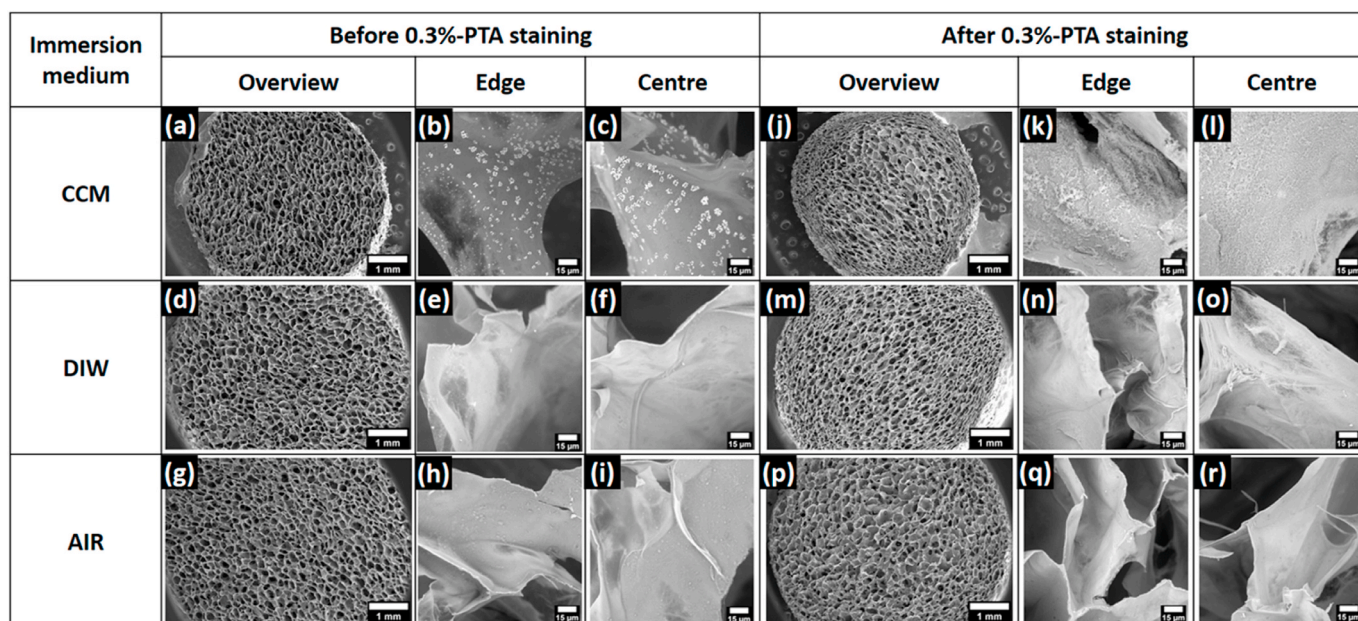 Immersion
medium
Before 0.3%-PTA staining
After 0.3%-PTA staining
Overview
Edge
Centre
Overview
Edge
Centre
CCM
(a)
1 mm
(b)
15 μm
(c)
15 μm
(j)
1 mm
(k)
15 μm
(l)
15 μm
DIW
(d)
1 mm
(e)
15 μm
(f)
15 μm
(m)
1 mm
(n)
15 μm
(o)
15 μm
AIR
(g)
1 mm
(h)
15 μm
(i)
15 μm
(p)
1 mm
(q)
15 μm
(r)
15 μm